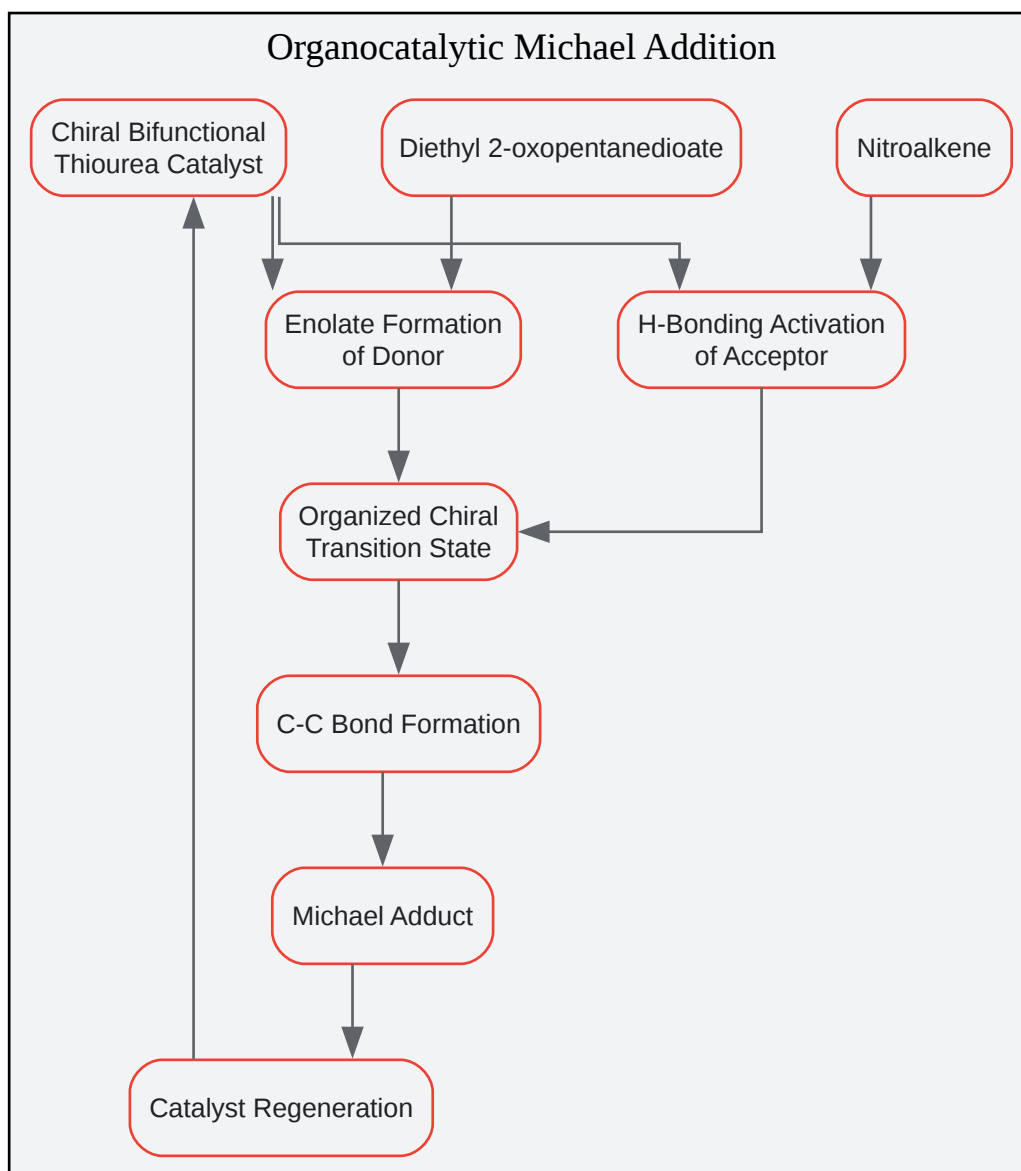 Organocatalytic Michael Addition
Chiral Bifunctional
Thiourea Catalyst
Diethyl 2-oxopentanedioate
Nitroalkene
Enolate Formation
of Donor
H-Bonding Activation
of Acceptor
Organized Chiral
Transition State
C-C Bond Formation
Michael Adduct
Catalyst Regeneration